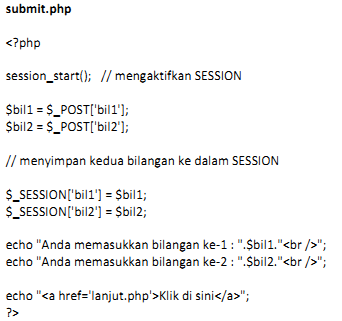 submit.php
<?php
session_start();   // mengaktifkan SESSION
$bil1 = $_POST['bil1'];
$bil2 = $_POST['bil2'];
// menyimpan kedua bilangan ke dalam SESSION
$_SESSION['bil1'] = $bil1;
$_SESSION['bil2'] = $bil2;
echo "Anda memasukkan bilangan ke-1 : ".$bil1."<br />";
echo "Anda memasukkan bilangan ke-2 : ".$bil2."<br />";
echo "<a href='lanjut.php'>Klik di sini</a>";
?>